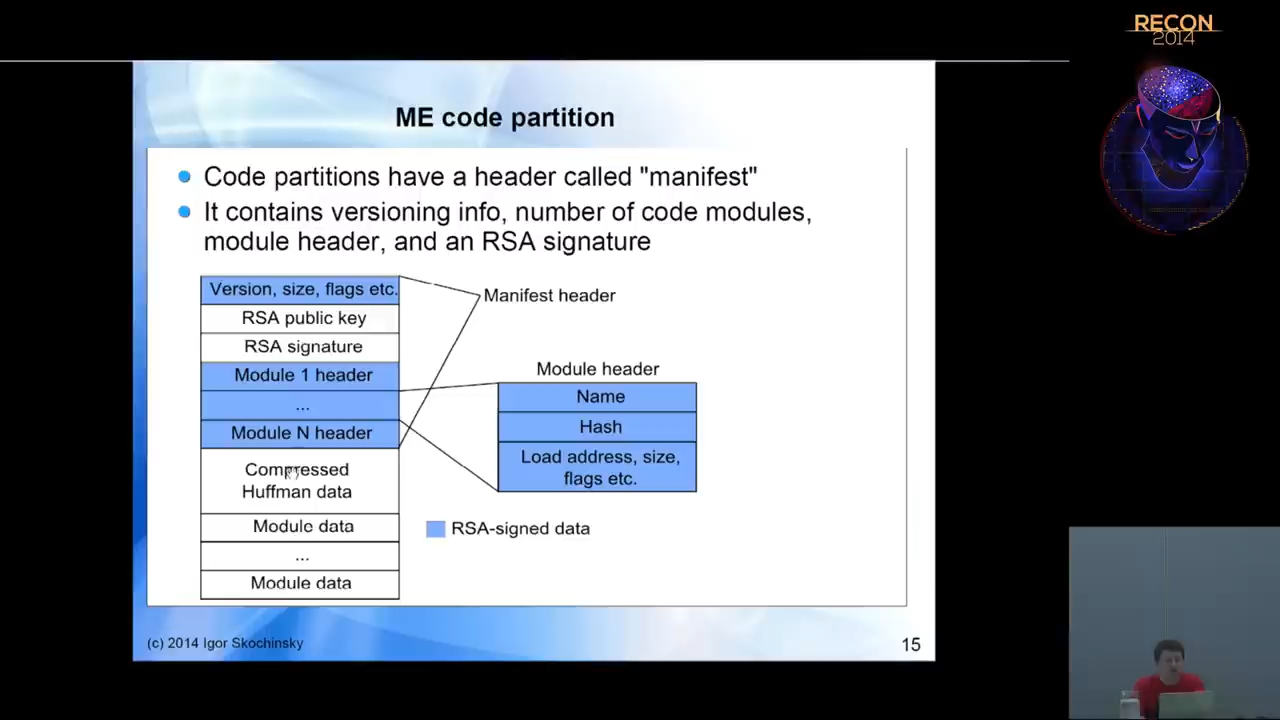 RECON
2014
ME code partition
Code partitions have a header called "manifest"
It contains versioning info, number of code modules,
module header, and an RSA signature
Version, size, flags etc.
RSA public key
RSA signature
Module 1 header
...
Module N header
Compressed
Huffman data
Module data
...
Module data
Manifest header
Module header
Name
Hash
Load address, size,
flags etc.
RSA-signed data
(c) 2014 Igor Skochinsky
15